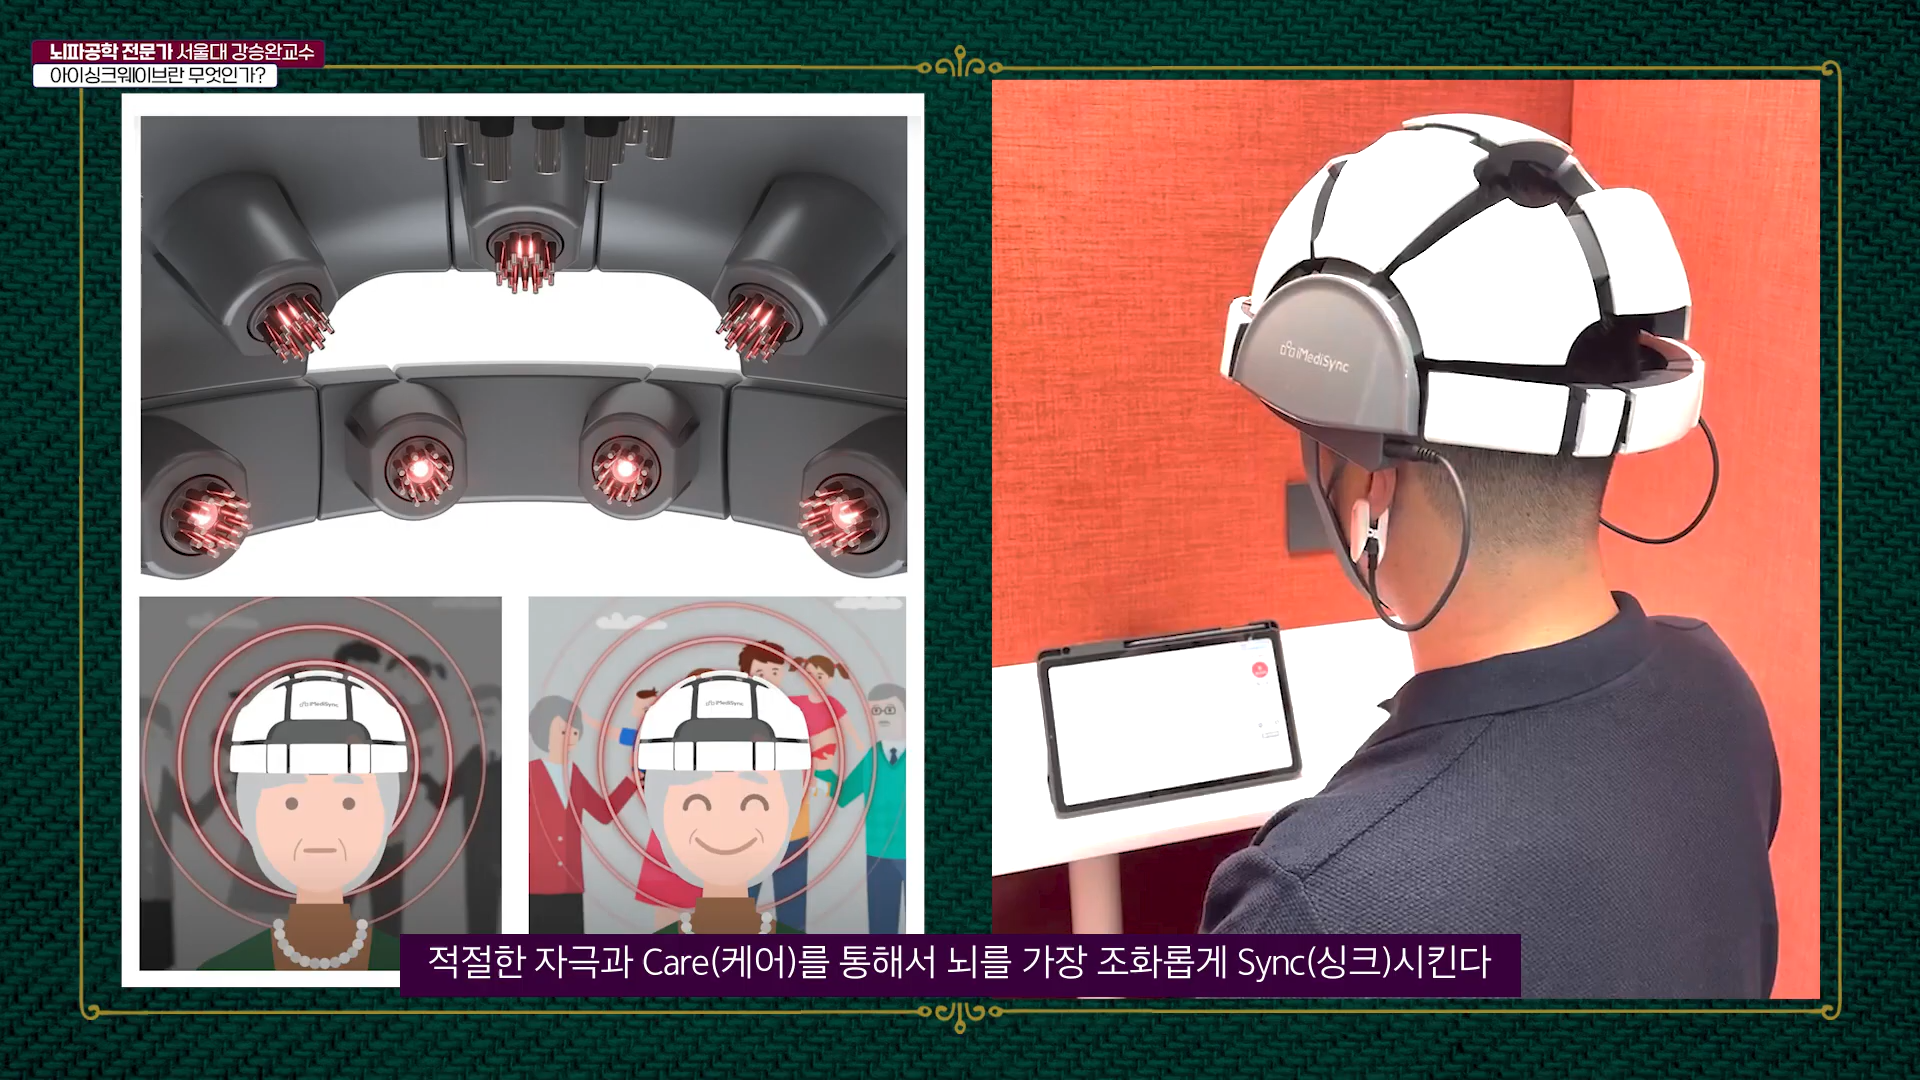 뇌파공학 전문가 서울대 강승완교수
아이싱크웨이브란 무엇인가?
iMediSync
iMediSync
iMediSync
적절한 자극과 Care(케어)를 통해서 뇌를 가장 조화롭게 Sync(싱크)시킨다